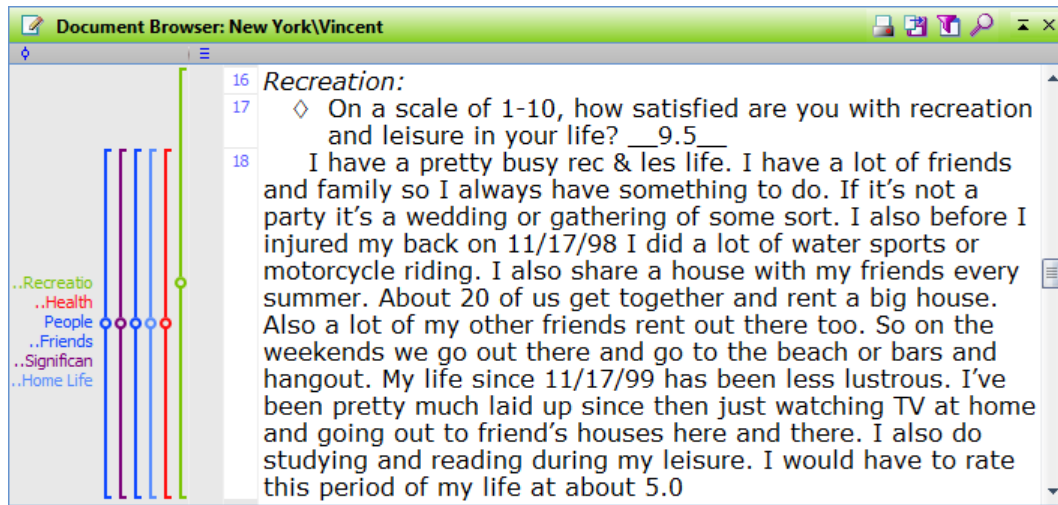 Document Browser: New York\Vincent
16 Recreation:
17 ◊ On a scale of 1-10, how satisfied are you with recreation
and leisure in your life? __9.5__
18 I have a pretty busy rec & les life. I have a lot of friends
and family so I always have something to do. If it’s not a
party it’s a wedding or gathering of some sort. I also before I
injured my back on 11/17/98 I did a lot of water sports or
motorcycle riding. I also share a house with my friends every
summer. About 20 of us get together and rent a big house.
Also a lot of my other friends rent out there too. So on the
weekends we go out there and go to the beach or bars and
hangout. My life since 11/17/99 has been less lustrous. I’ve
been pretty much laid up since then just watching TV at home
and going out to friend’s houses here and there. I also do
studying and reading during my leisure. I would have to rate
this period of my life at about 5.0
..Recreatio
..Health
People
..Friends
..Significan
..Home Life